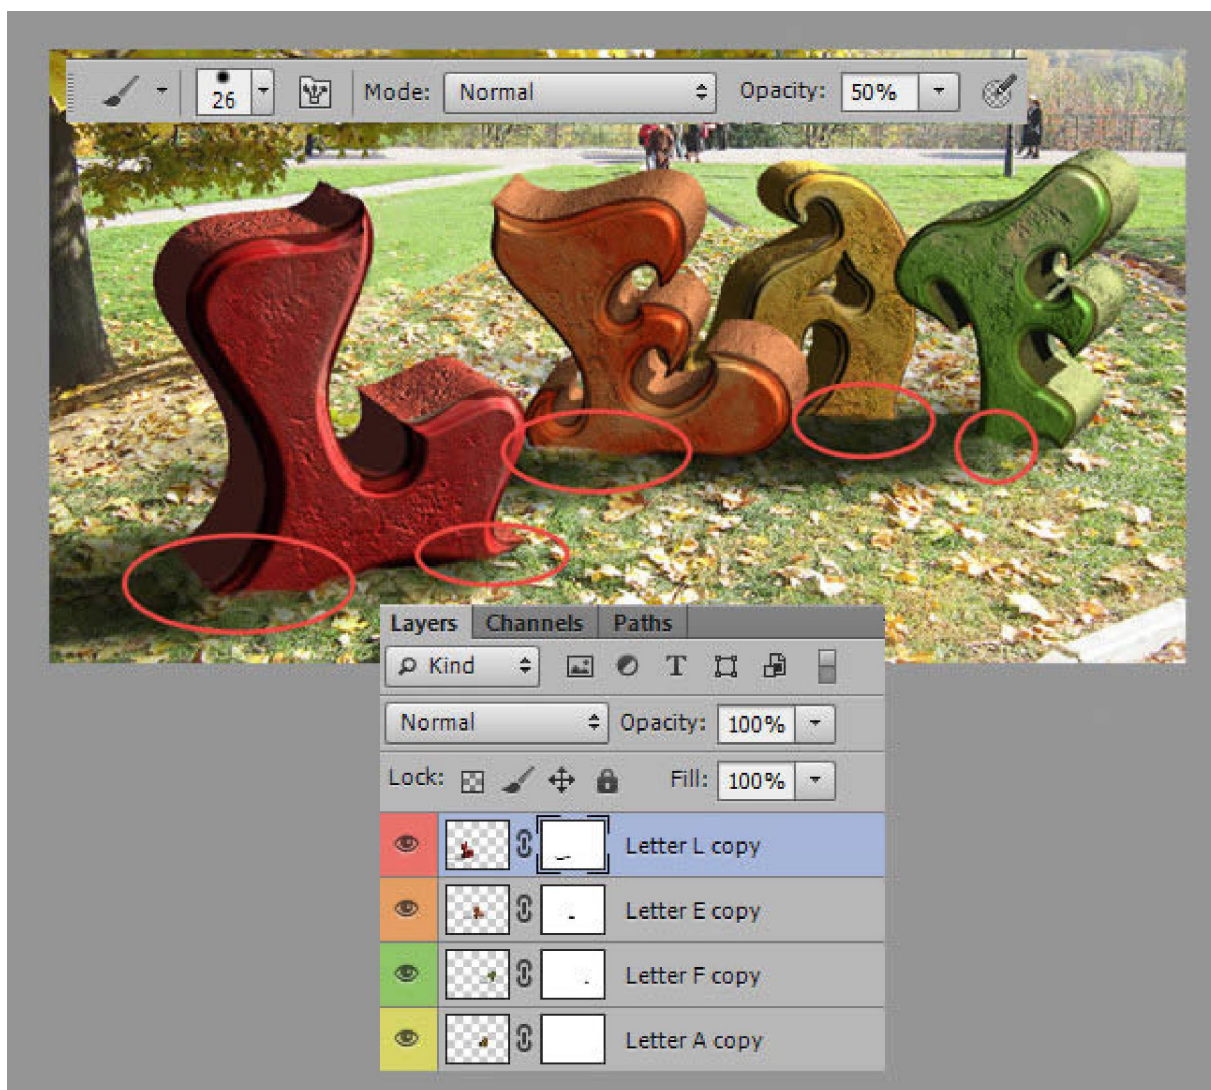 26 Mode: Normal Opacity: 50%
LEAF
Layers Channels Paths
Kind T
Normal Opacity: 100%
Lock: Fill: 100%
Letter L copy
Letter E copy
Letter F copy
Letter A copy